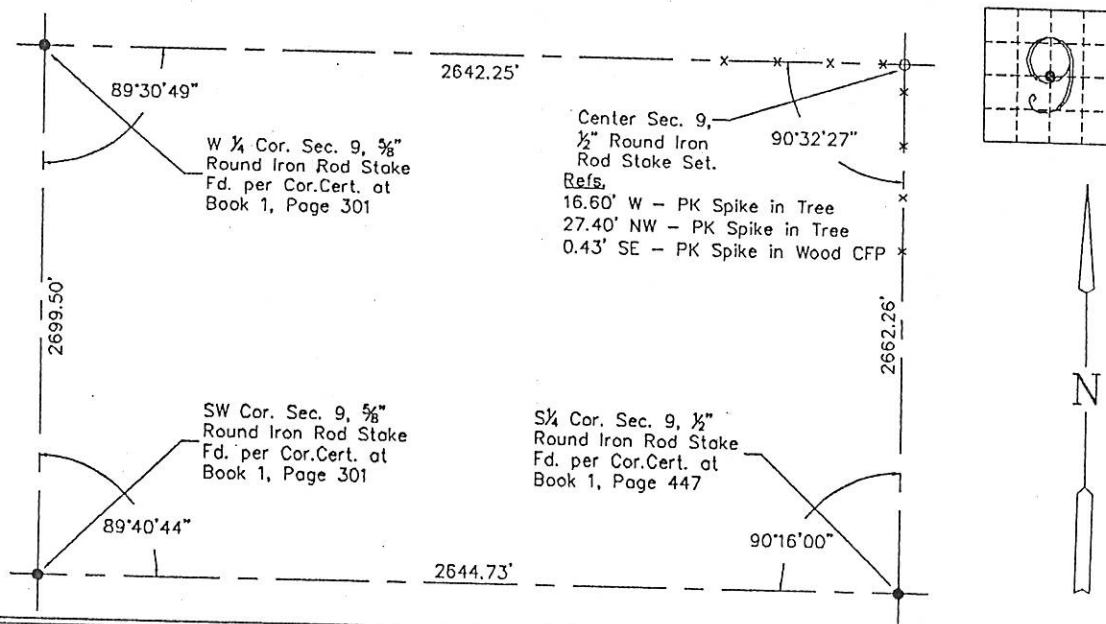 2642.25'
89°30'49"
W ¼ Cor. Sec. 9, ⅝"
Round Iron Rod Stake
Fd. per Cor.Cert. at
Book 1, Page 301
Center Sec. 9,
½" Round Iron
Rod Stake Set.
Refs.
16.60' W – PK Spike in Tree
27.40' NW – PK Spike in Tree
0.43' SE – PK Spike in Wood CFP
90°32'27"
9
2699.50'
2662.26'
N
SW Cor. Sec. 9, ⅝"
Round Iron Rod Stake
Fd. per Cor.Cert. at
Book 1, Page 301
S¼ Cor. Sec. 9, ½"
Round Iron Rod Stake
Fd. per Cor.Cert. at
Book 1, Page 447
89°40'44"
90°16'00"
2644.73'